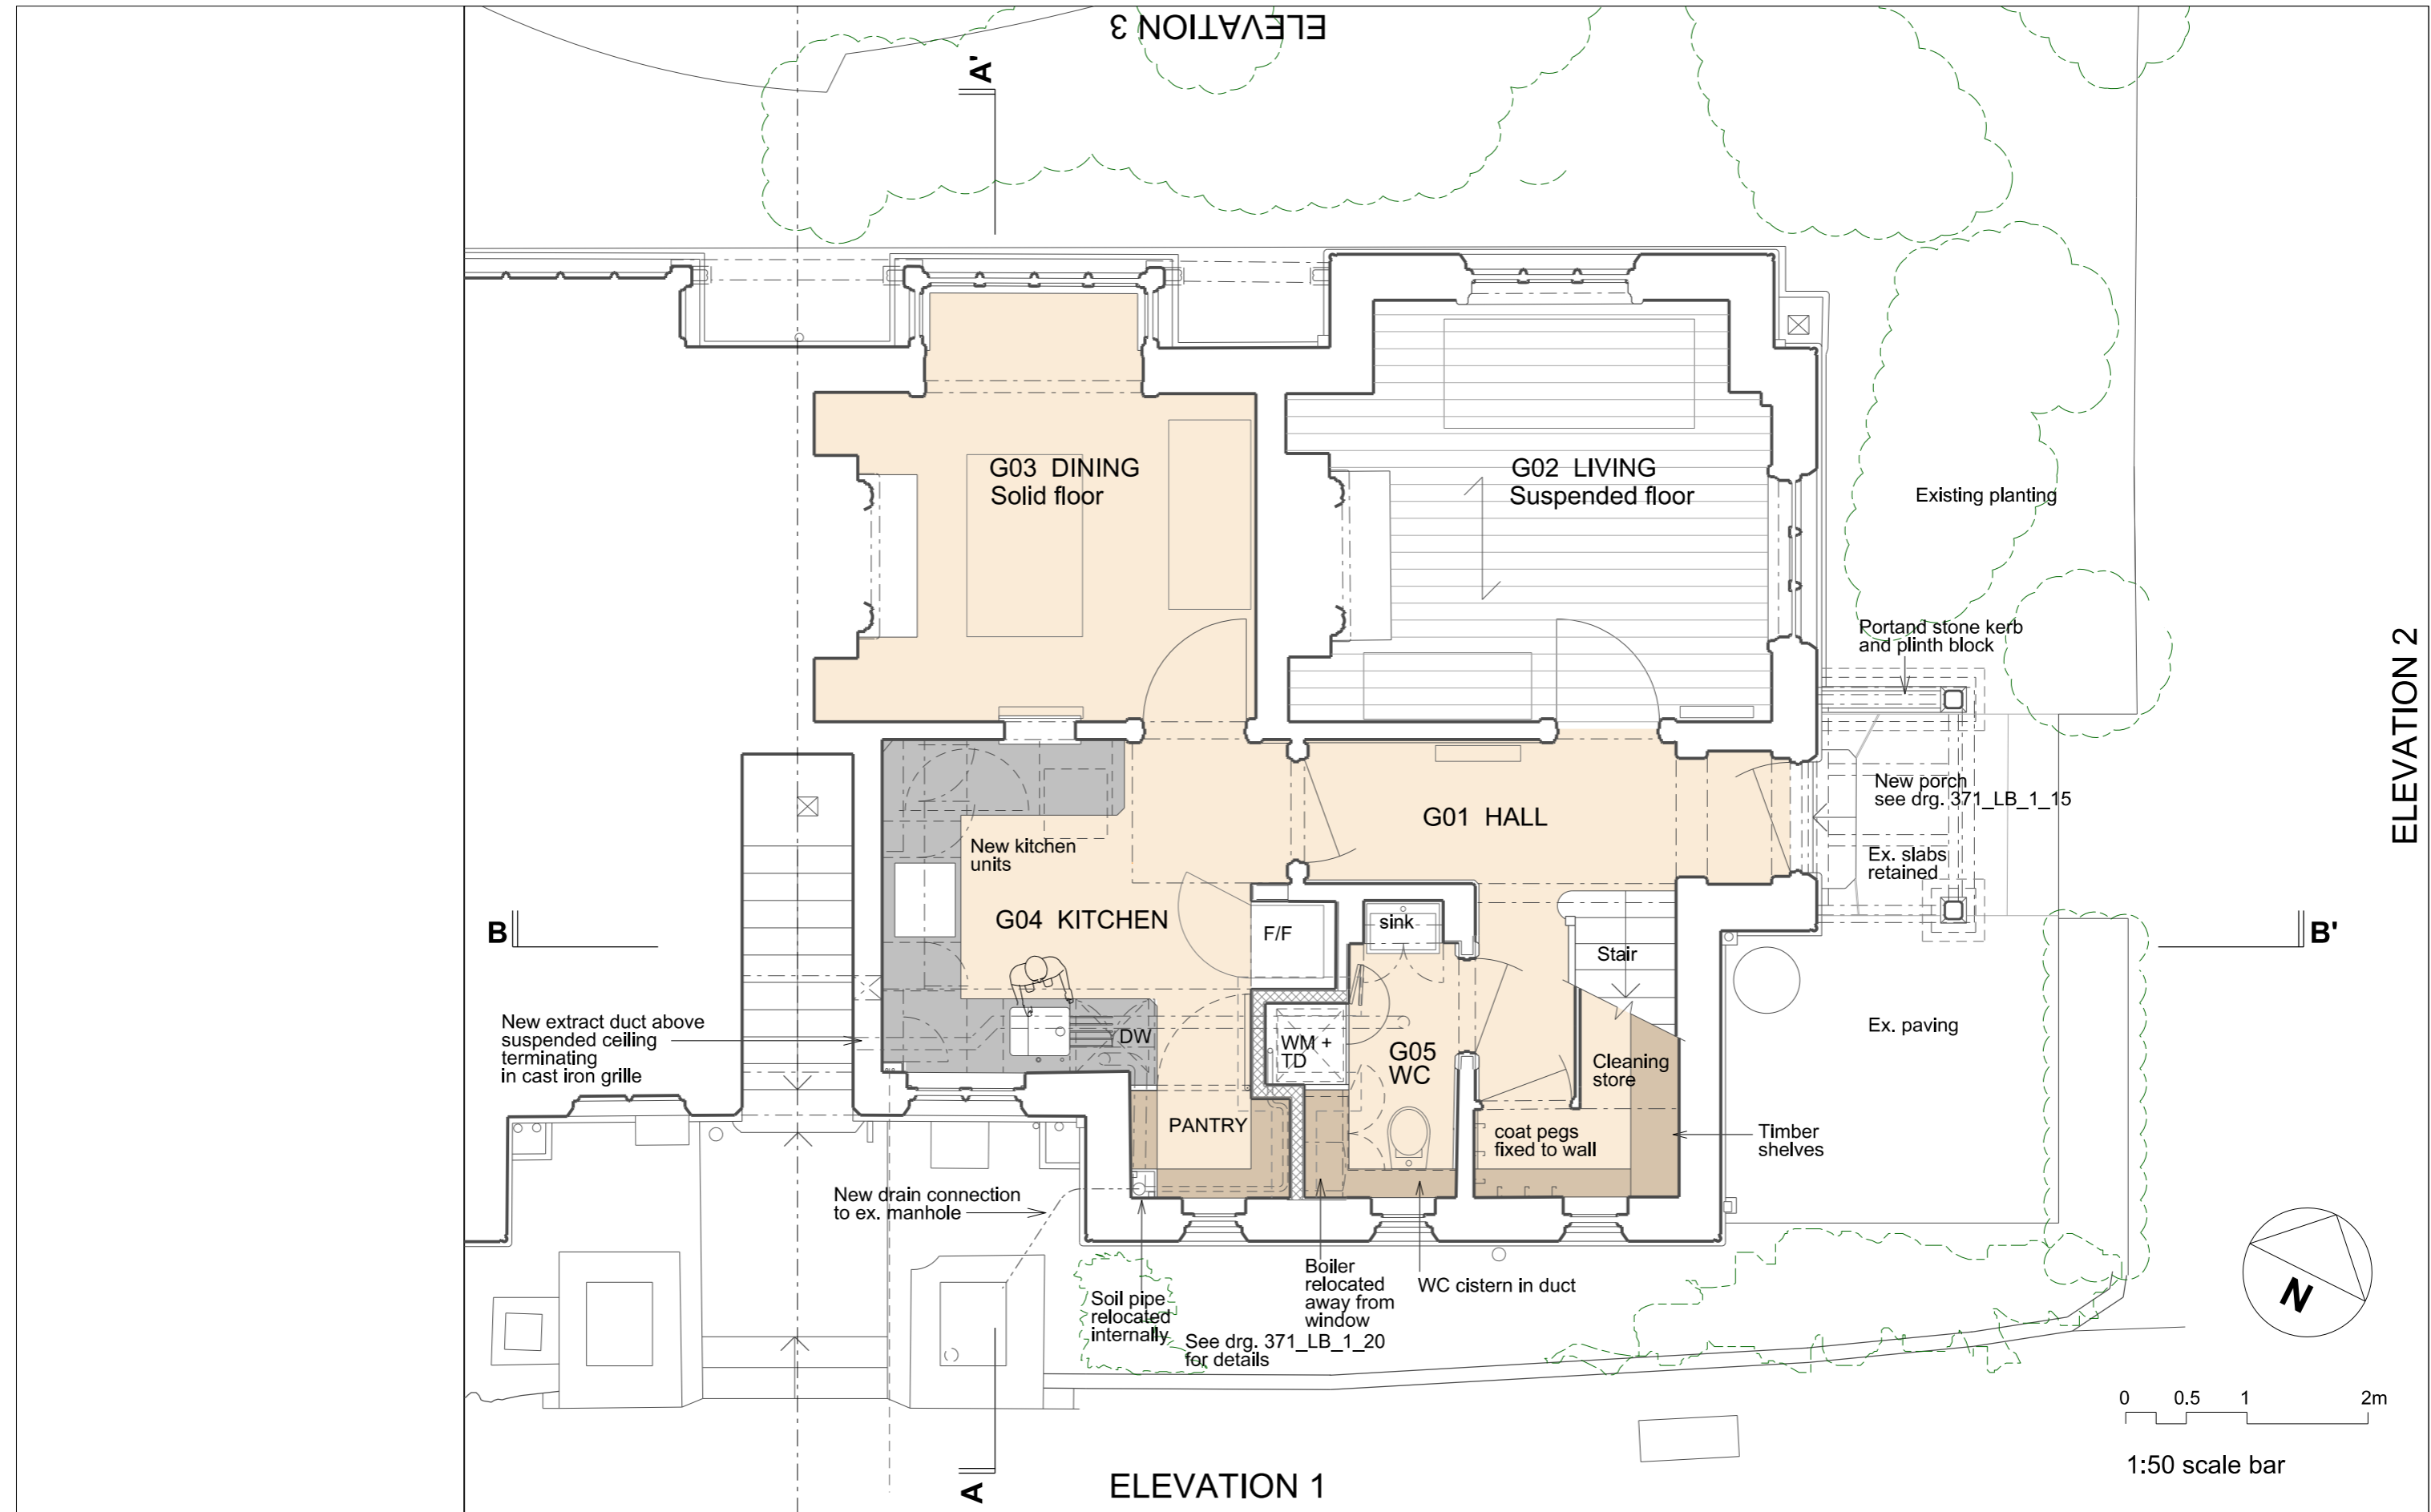 ELEVATION 3
A'
G03 DINING
Solid floor
G02 LIVING
Suspended floor
Existing planting
Portand stone kerb
and plinth block
ELEVATION 2
New porch
see drg. 371_LB_1_15
G01 HALL
New kitchen
units
Ex. slabs
retained
G04 KITCHEN
F/F
sink
B
B'
Stair
New extract duct above
suspended ceiling
terminating
in cast iron grille
DW
WM +
TD
G05
WC
Cleaning
store
Ex. paving
PANTRY
coat pegs
fixed to wall
Timber
shelves
New drain connection
to ex. manhole
Soil pipe
relocated
internally
See drg. 371_LB_1_20
for details
Boiler
relocated
away from
window
WC cistern in duct
N
0 0.5 1 2m
1:50 scale bar
A
ELEVATION 1